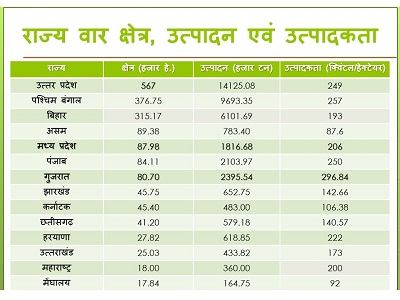 राज्य वार क्षेत्र, उत्पादन एवं उत्पादकता
राज्य क्षेत्र (हजार हे.) उत्पादन (हजार टन) उत्पादकता (क्विंटल/हेक्टेयर)
उत्तर प्रदेश 567 14125.08 249
पश्चिम बंगाल 376.75 9693.35 257
बिहार 315.17 6101.69 193
असम 89.38 783.40 87.6
मध्य प्रदेश 87.98 1816.68 206
पंजाब 84.11 2103.97 250
गुजरात 80.70 2395.54 296.84
झारखंड 45.75 652.75 142.66
कर्नाटक 45.40 483.00 106.38
छतीसगढ 41.20 579.18 140.57
हरयाणा 27.82 618.85 222
उत्तराखंड 25.03 433.82 173
महाराष्ट्र 18.00 360.00 200
मेघालय 17.84 164.75 92